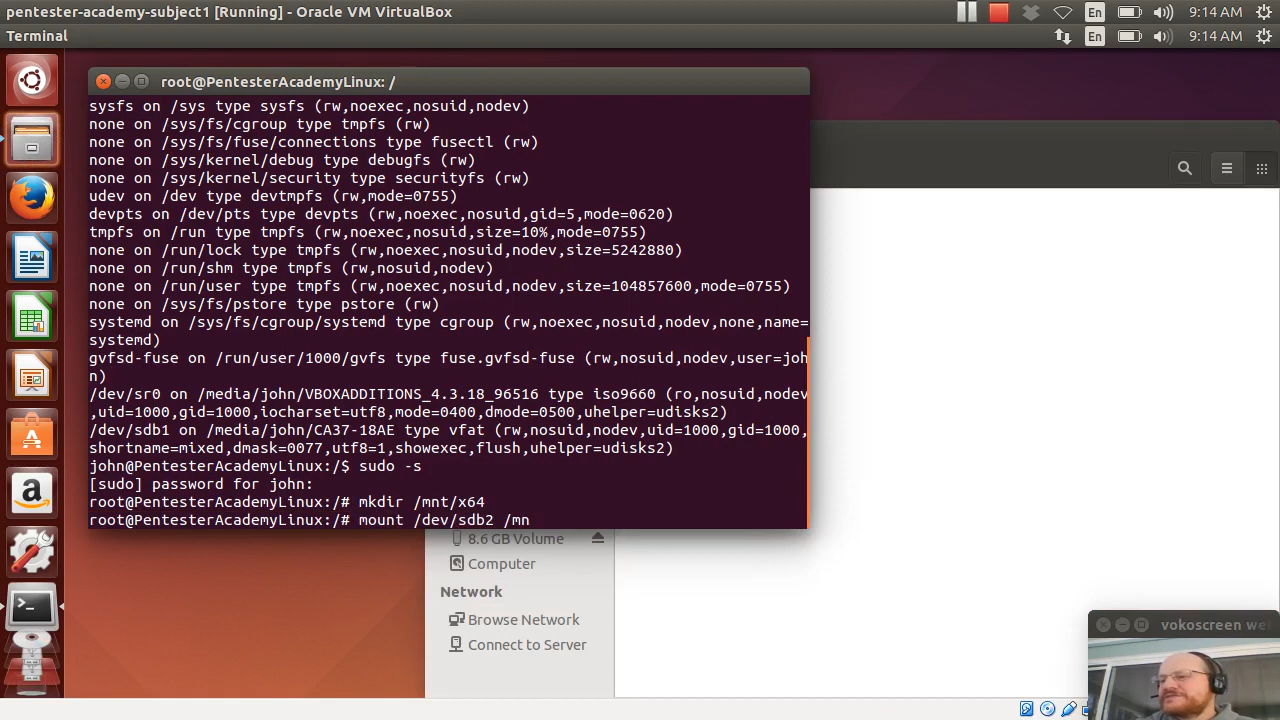 pentester-academy-subject1 [Running] - Oracle VM VirtualBox
En
9:14 AM
Terminal
En
9:14 AM
root@PentesterAcademyLinux: /
sysfs on /sys type sysfs (rw,noexec,nosuid,nodev)
none on /sys/fs/cgroup type tmpfs (rw)
none on /sys/fs/fuse/connections type fusectl (rw)
none on /sys/kernel/debug type debugfs (rw)
none on /sys/kernel/security type securityfs (rw)
udev on /dev type devtmpfs (rw,mode=0755)
devpts on /dev/pts type devpts (rw,noexec,nosuid,gid=5,mode=0620)
tmpfs on /run type tmpfs (rw,noexec,nosuid,size=10%,mode=0755)
none on /run/lock type tmpfs (rw,noexec,nosuid,nodev,size=5242880)
none on /run/shm type tmpfs (rw,nosuid,nodev)
none on /run/user type tmpfs (rw,noexec,nosuid,nodev,size=104857600,mode=0755)
none on /sys/fs/pstore type pstore (rw)
systemd on /sys/fs/cgroup/systemd type cgroup (rw,noexec,nosuid,nodev,none,name=
systemd)
gvfsd-fuse on /run/user/1000/gvfs type fuse.gvfsd-fuse (rw,nosuid,nodev,user=joh
n)
/dev/sr0 on /media/john/VBOXADDITIONS_4.3.18_96516 type iso9660 (ro,nosuid,nodev
,uid=1000,gid=1000,iocharset=utf8,mode=0400,dmode=0500,uhelper=udisks2)
/dev/sdb1 on /media/john/CA37-18AE type vfat (rw,nosuid,nodev,uid=1000,gid=1000,
shortname=mixed,dmask=0077,utf8=1,showexec,flush,uhelper=udisks2)
john@PentesterAcademyLinux:/$ sudo -s
[sudo] password for john:
root@PentesterAcademyLinux:/# mkdir /mnt/x64
root@PentesterAcademyLinux:/# mount /dev/sdb2 /mn
8.6 GB Volume
Computer
Network
Browse Network
Connect to Server
vokoscreen we